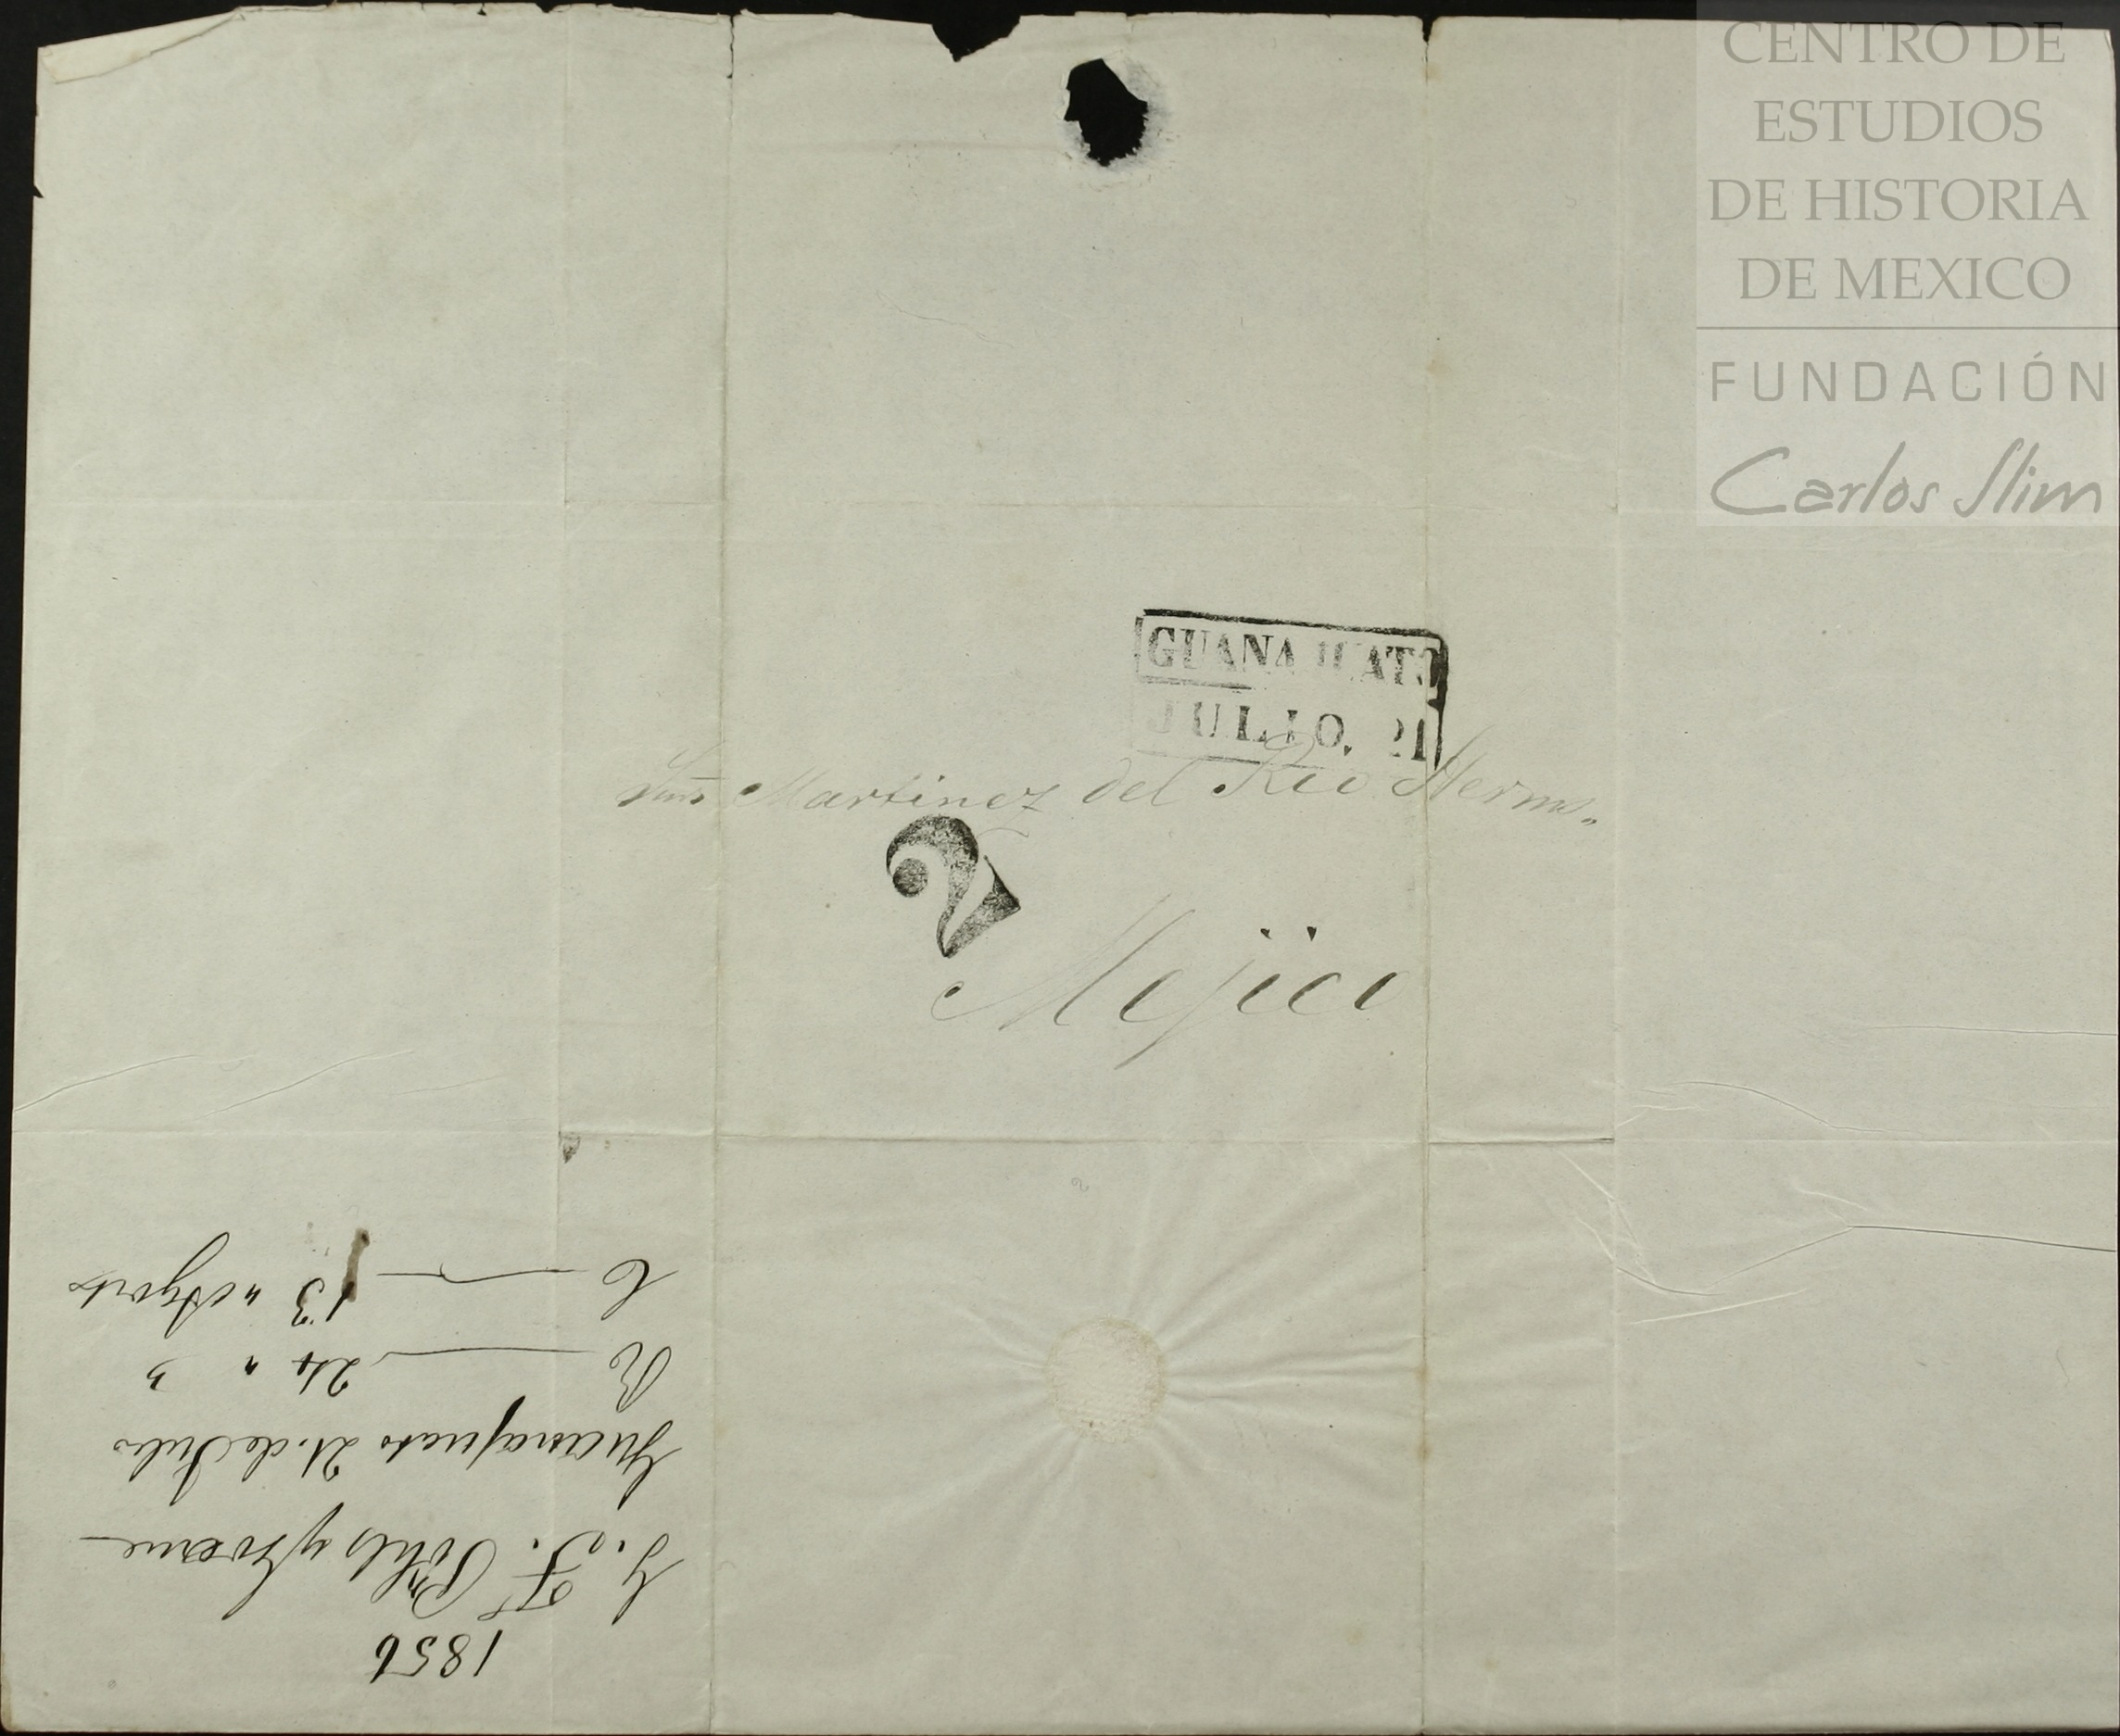 CENTRO DE
ESTUDIOS
DE HISTORIA
DE MEXICO
FUNDACIÓN
Carlos Slim
GUANAJUATO
JULIO. 21
Martinez del Rio Herms.
2
Mejico
1856
Guanajuato 21. de Julio
R 24 " "
C 13 " Agosto